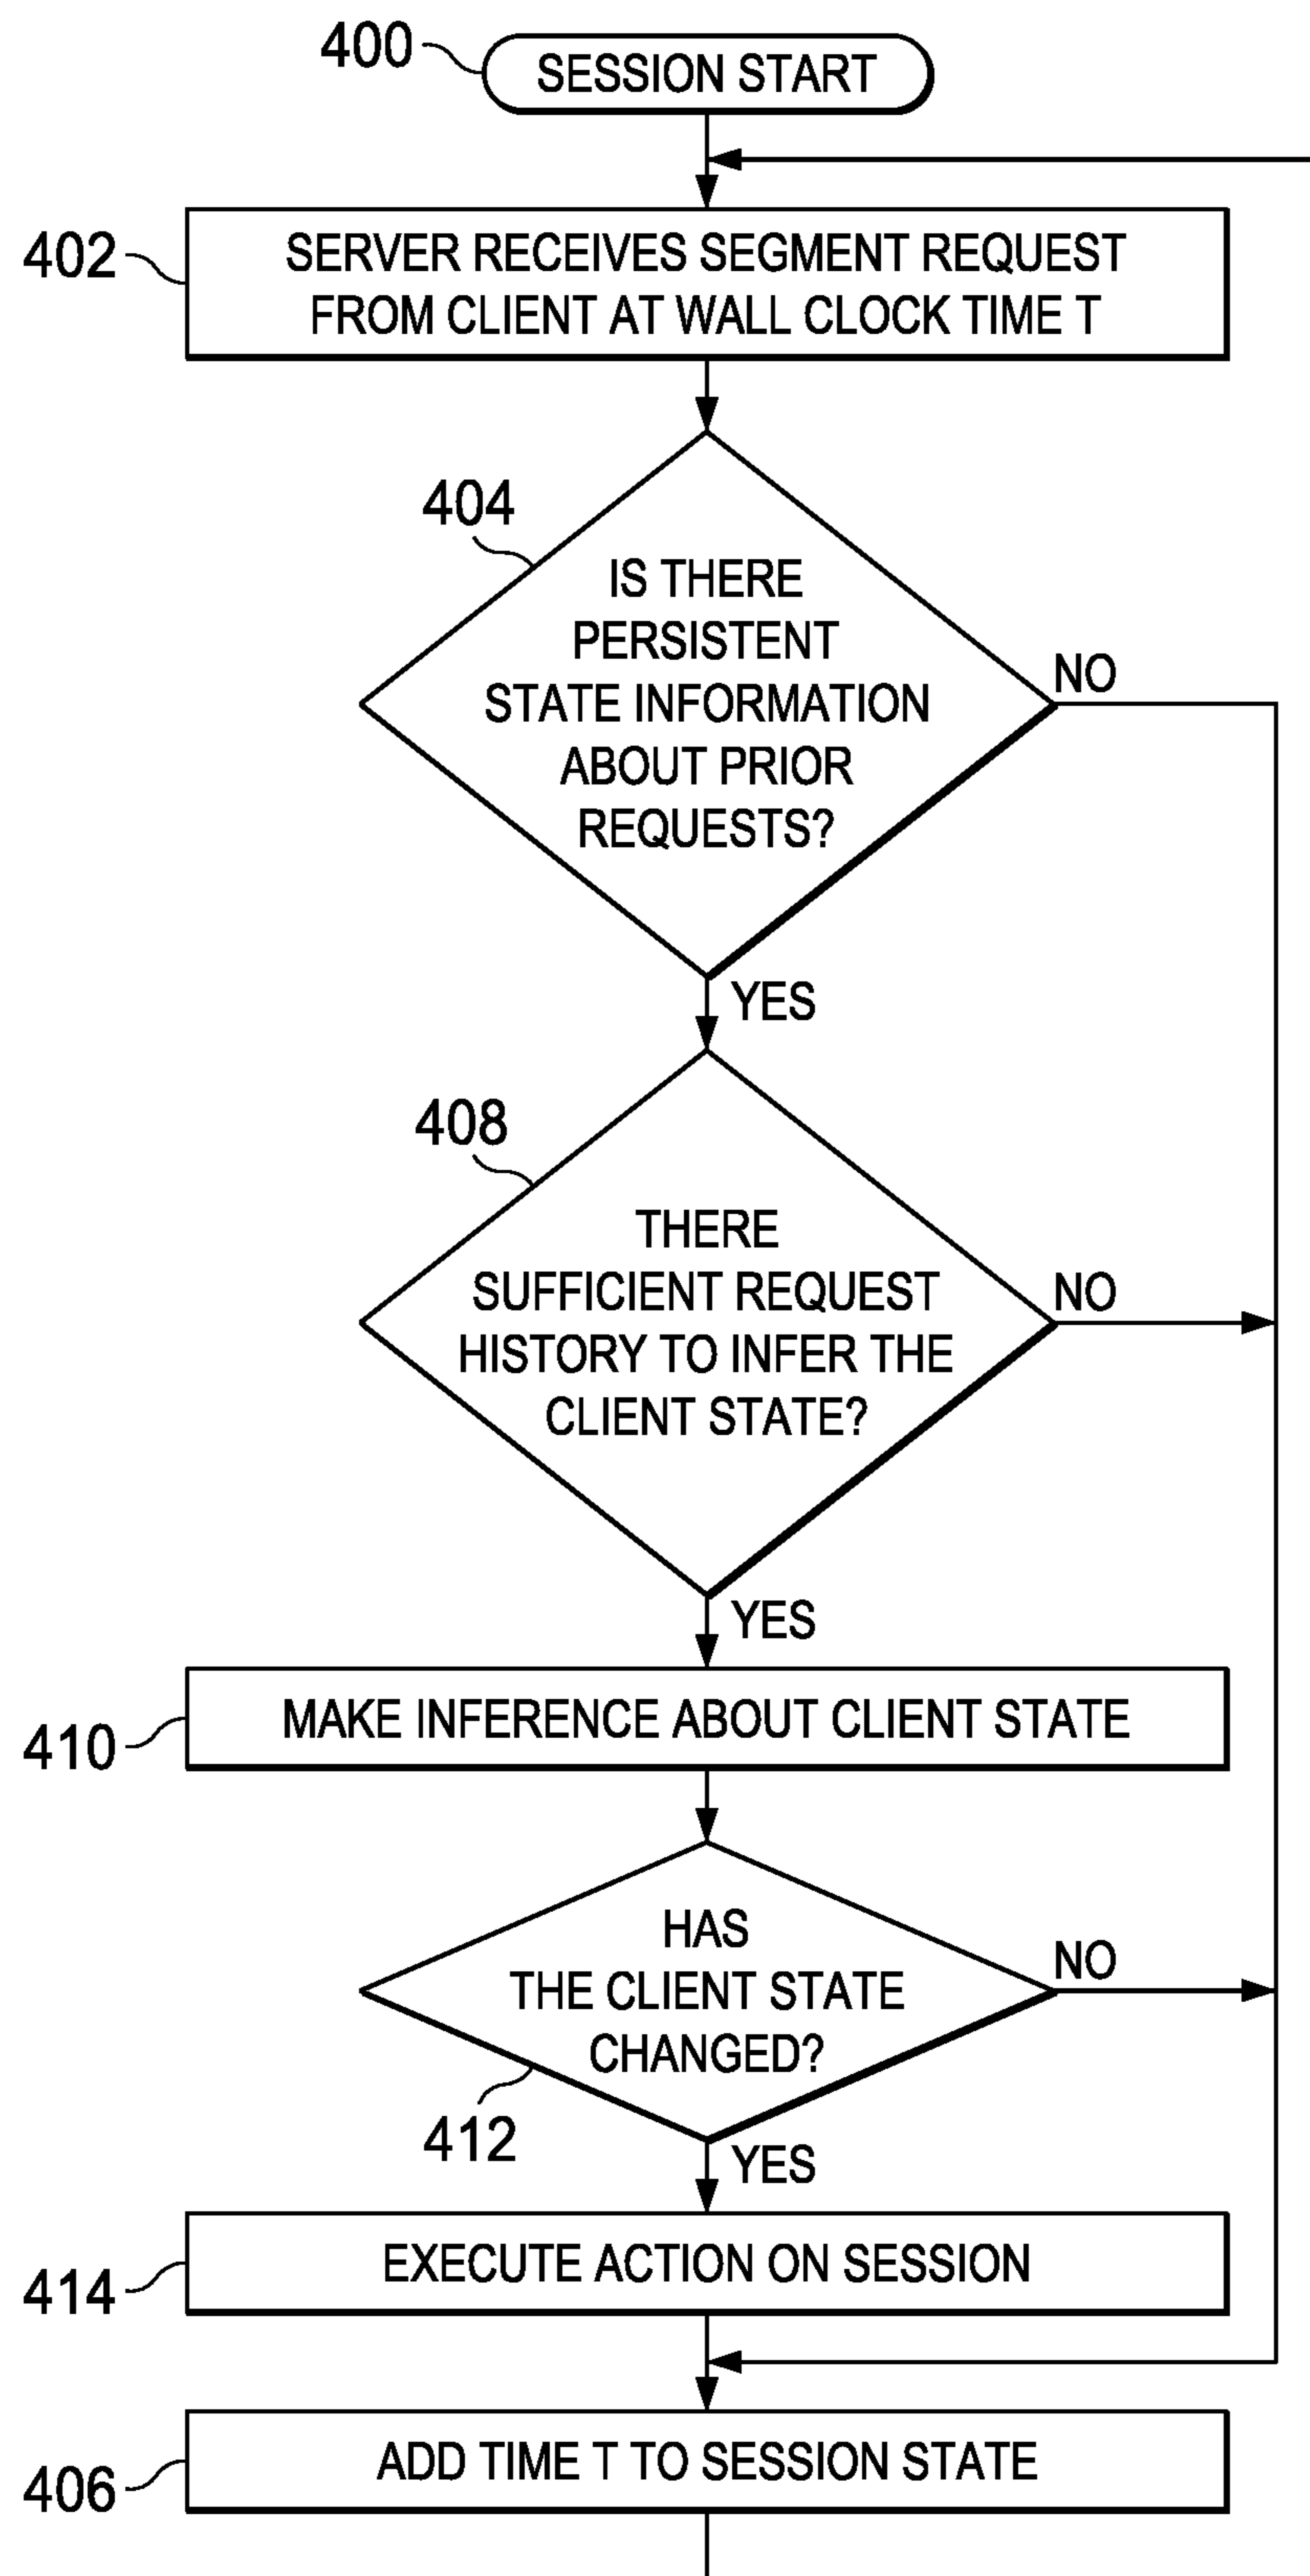 400
SESSION START
402
SERVER RECEIVES SEGMENT REQUEST
FROM CLIENT AT WALL CLOCK TIME T
404
IS THERE
PERSISTENT
STATE INFORMATION
ABOUT PRIOR
REQUESTS?
NO
YES
408
THERE
SUFFICIENT REQUEST
HISTORY TO INFER THE
CLIENT STATE?
NO
YES
410
MAKE INFERENCE ABOUT CLIENT STATE
HAS
THE CLIENT STATE
CHANGED?
NO
412
YES
414
EXECUTE ACTION ON SESSION
406
ADD TIME T TO SESSION STATE